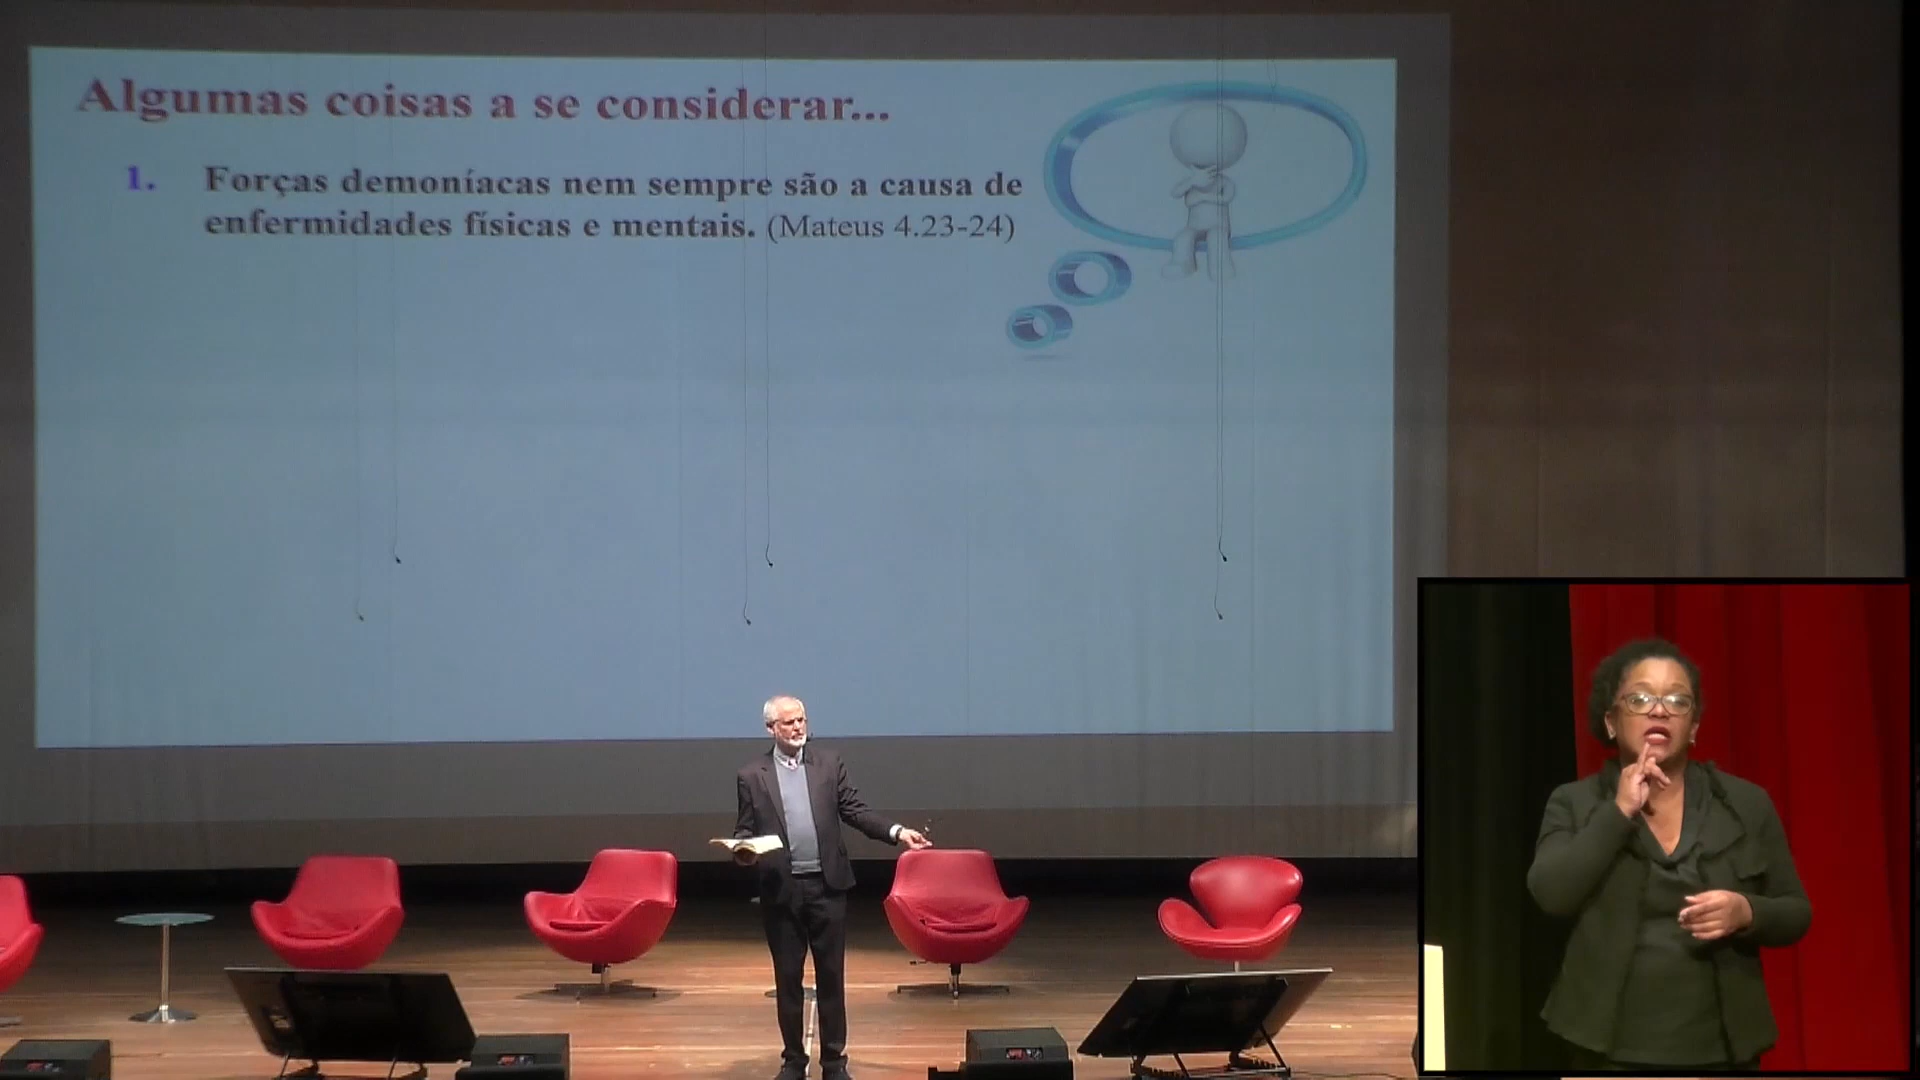 Algumas coisas a se considerar...
1. Forças demoníacas nem sempre são a causa de
enfermidades físicas e mentais. (Mateus 4.23-24)